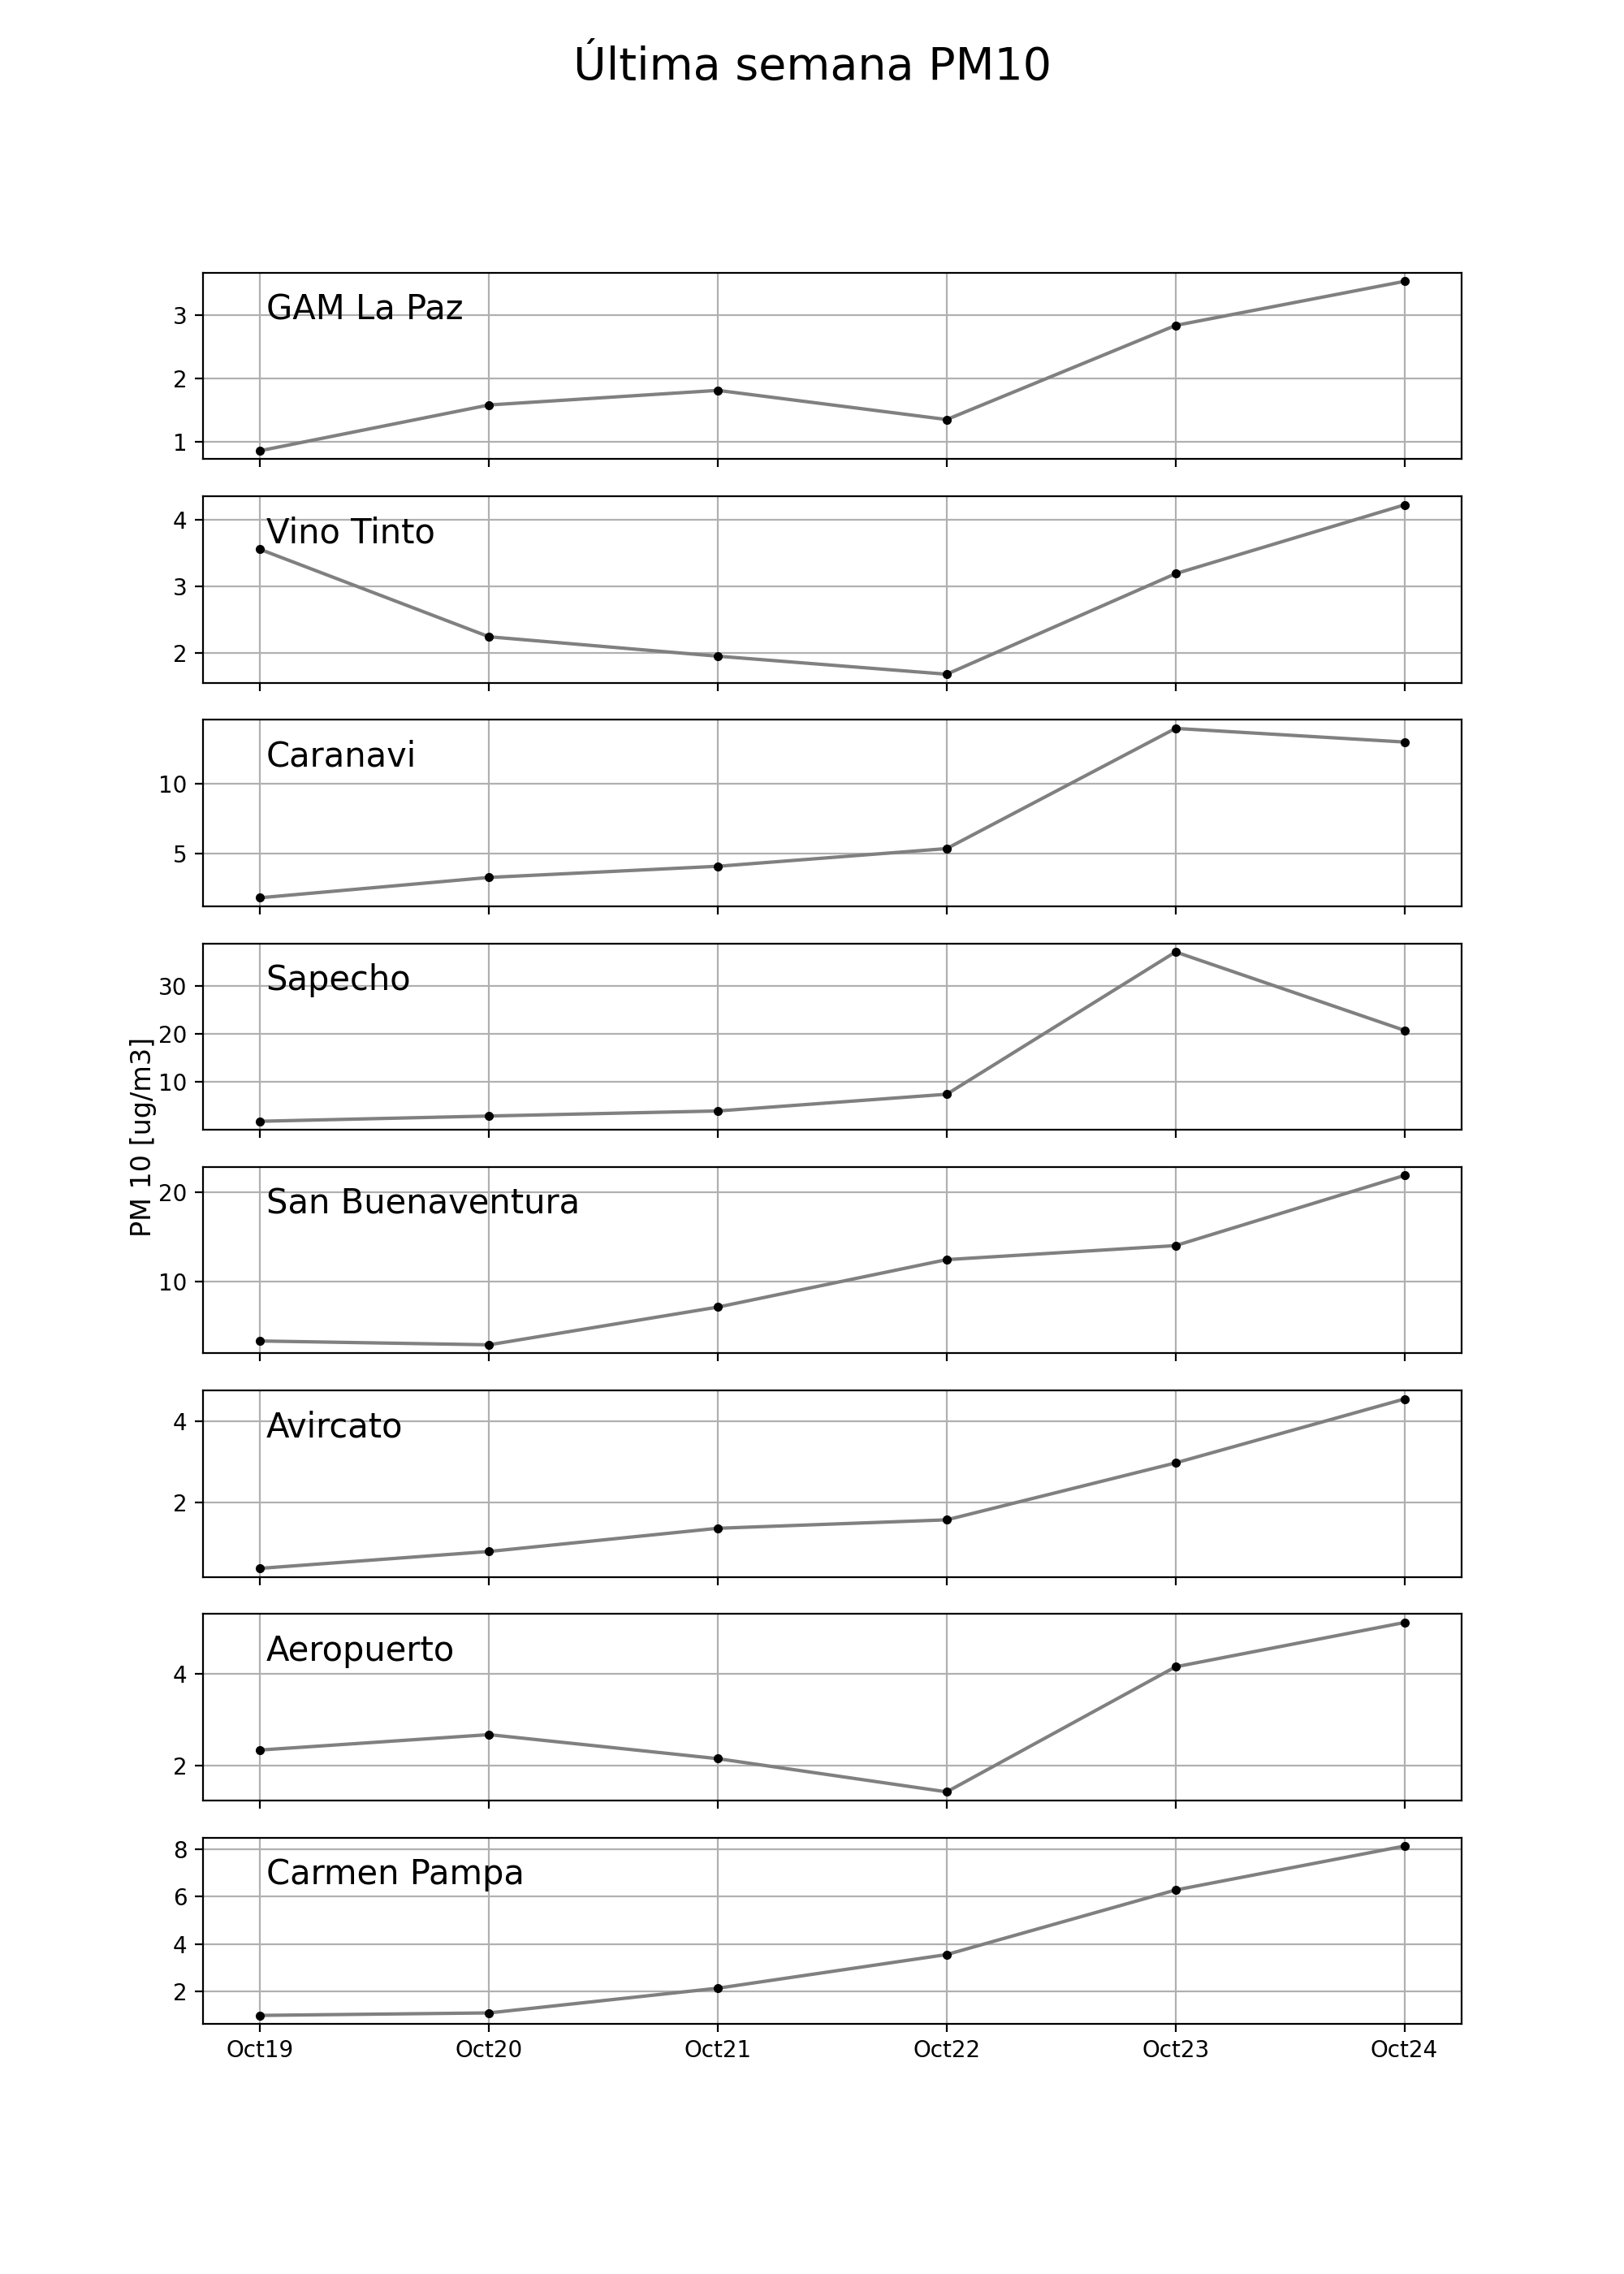 Última semana PM10
GAM La Paz
3
2
1
Vino Tinto
4
3
2
Caranavi
10
5
Sapecho
30
20
10
PM 10 [ug/m3]
San Buenaventura
20
10
Avircato
4
2
Aeropuerto
4
2
Carmen Pampa
8
6
4
2
Oct19 Oct20 Oct21 Oct22 Oct23 Oct24